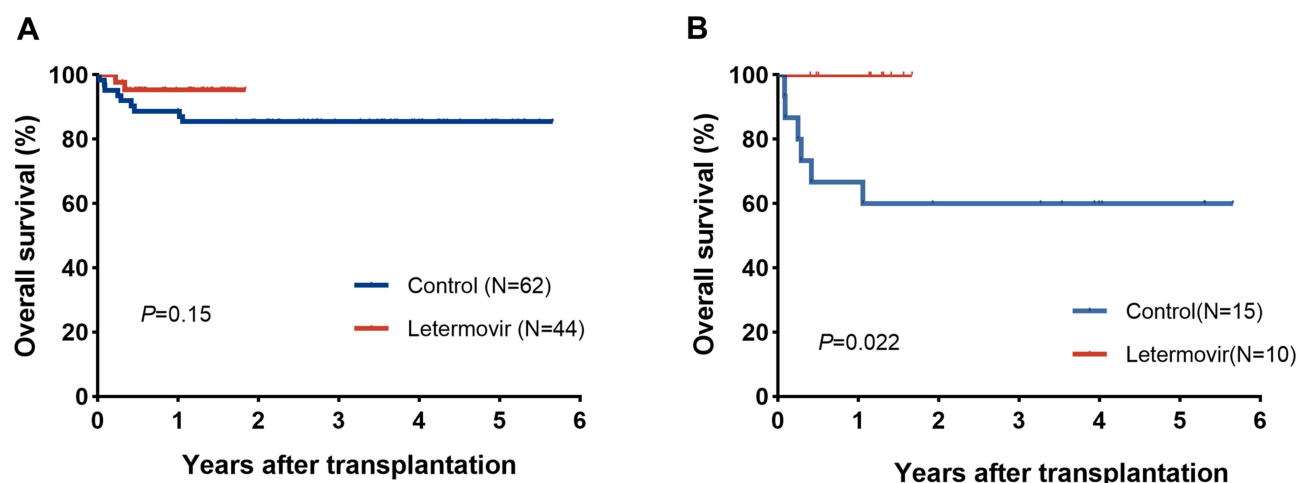 A
Overall survival (%)
100
80
60
40
20
0
0 1 2 3 4 5 6
Control (N=62)
Letermovir (N=44)
P=0.15
Years after transplantation
B
Overall survival (%)
100
80
60
40
20
0
0 1 2 3 4 5 6
Control(N=15)
Letermovir(N=10)
P=0.022
Years after transplantation